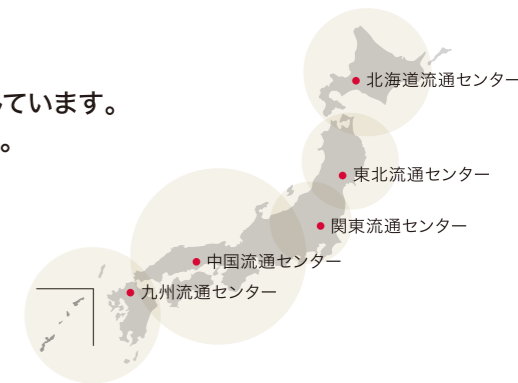 ています。
。
北海道流通センター
東北流通センター
関東流通センター
中国流通センター
九州流通センター